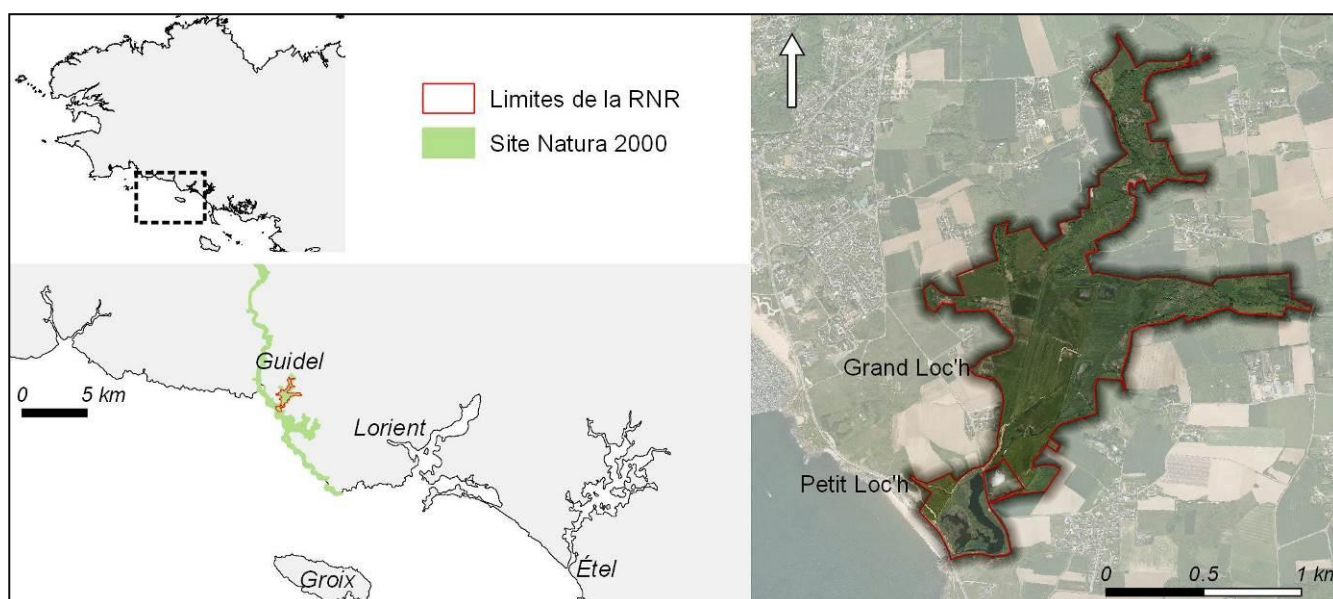 Limites de la RNR
Site Natura 2000
Guidel
0 5 km
Lorient
Étel
Groix
Grand Loc'h
Petit Loc'h
0 0.5 1 km